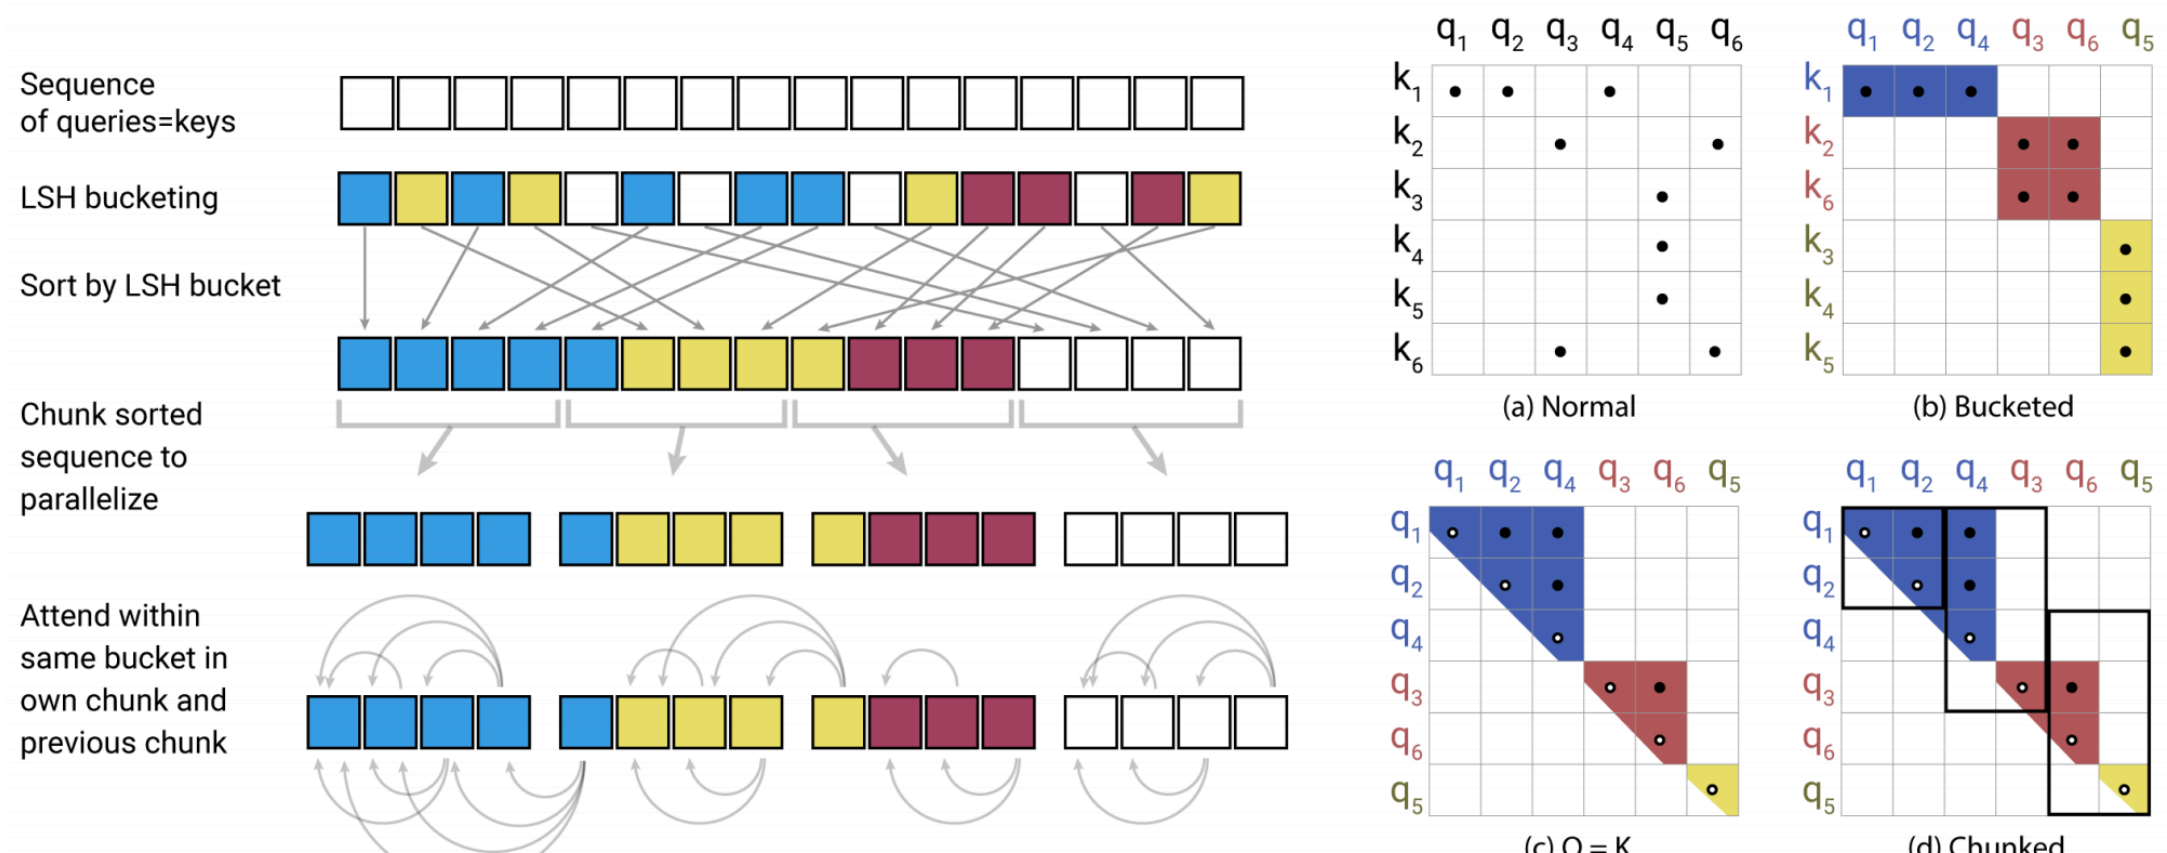 Sequence
of queries=keys
LSH bucketing
Sort by LSH bucket
Chunk sorted
sequence to
parallelize
Attend within
same bucket in
own chunk and
previous chunk
q1 q2 q3 q4 q5 q6
k1
k2
k3
k4
k5
k6
(a) Normal
q1 q2 q4 q3 q6 q5
k1
k2
k6
k3
k4
k5
(b) Bucketed
q1 q2 q4 q3 q6 q5
q1
q2
q4
q3
q6
q5
(c) Q = K
q1 q2 q4 q3 q6 q5
q1
q2
q4
q3
q6
q5
(d) Chunked